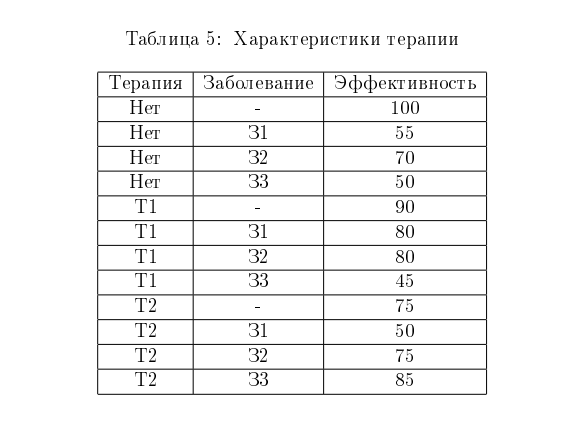 Таблица 5: Характеристики терапии
Терапия Заболевание Эффективность
Нет - 100
Нет З1 55
Нет З2 70
Нет З3 50
Т1 - 90
Т1 З1 80
Т1 З2 80
Т1 З3 45
Т2 - 75
Т2 З1 50
Т2 З2 75
Т2 З3 85